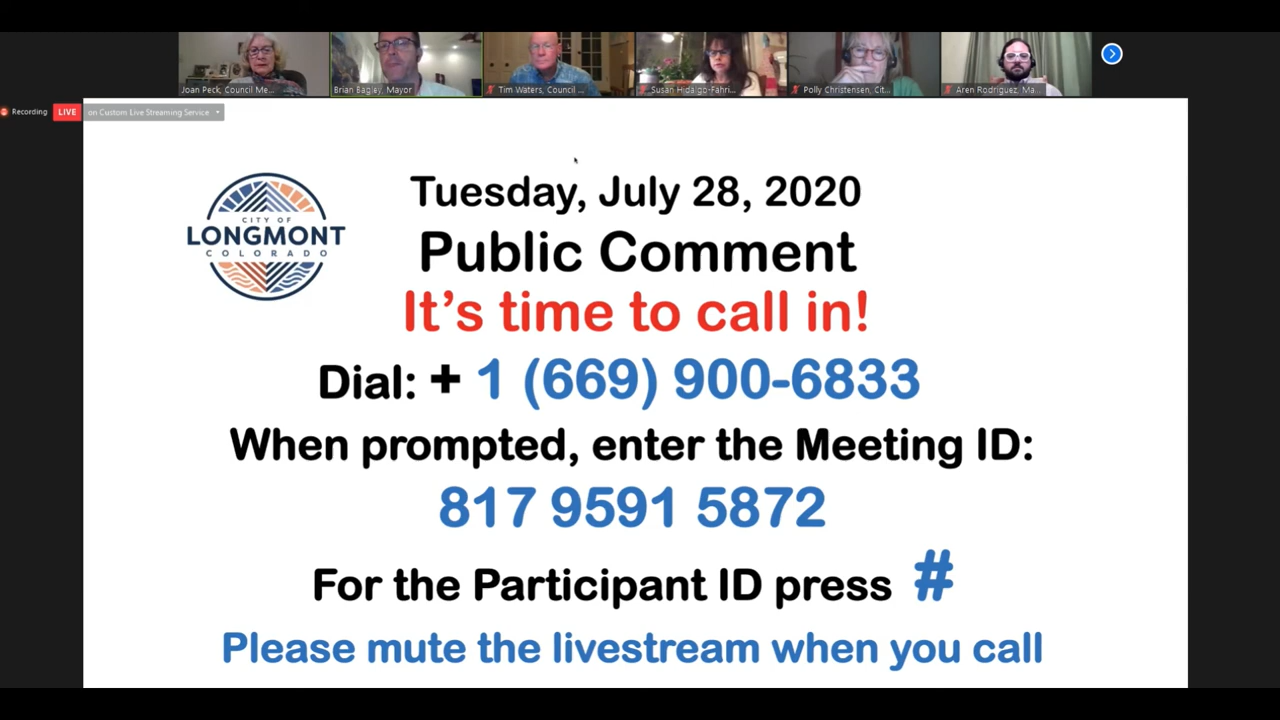 Joan Peck, Council Me...
Brian Bagley, Mayor
Tim Waters, Council ...
Susan Hidalgo-Fahri...
Polly Christensen, Cit...
Aren Rodriguez, Ma...
Recording
LIVE
on Custom Live Streaming Service
CITY OF
LONGMONT
COLORADO
Tuesday, July 28, 2020
Public Comment
It's time to call in!
Dial: + 1 (669) 900-6833
When prompted, enter the Meeting ID:
817 9591 5872
For the Participant ID press #
Please mute the livestream when you call